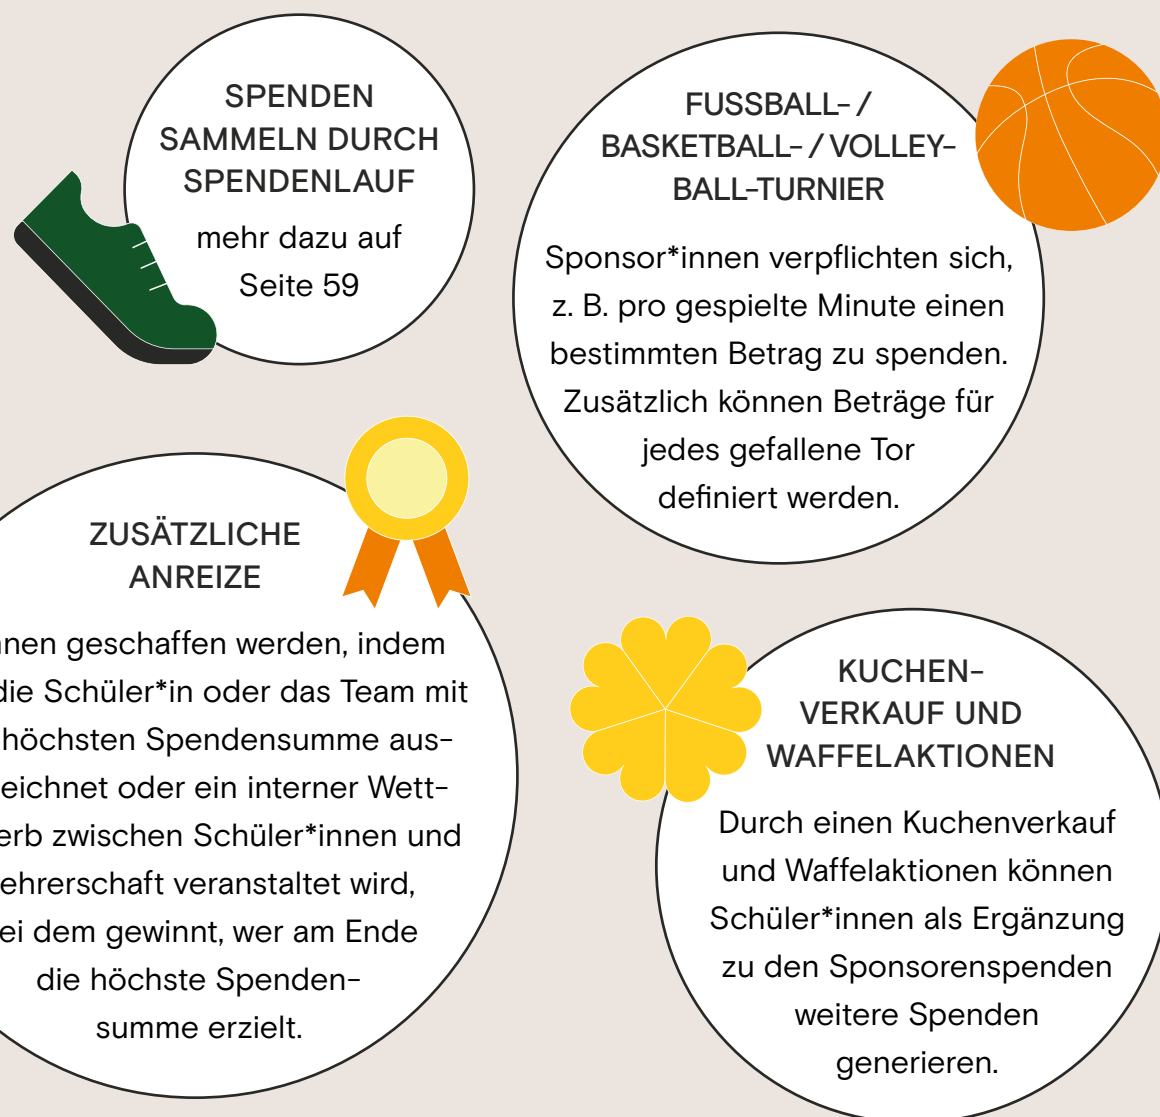 SPENDEN
SAMMELN DURCH
SPENDENLAUF
mehr dazu auf
Seite 59
FUSSBALL- /
BASKETBALL- / VOLLEY-
BALL-TURNIER
Sponsor*innen verpflichten sich,
z. B. pro gespielte Minute einen
bestimmten Betrag zu spenden.
Zusätzlich können Beträge für
jedes gefallene Tor
definiert werden.
ZUSÄTZLICHE
ANREIZE
geschaffen werden, indem
die Schüler*in oder das Team mit
höchsten Spendensumme aus-
eichnet oder ein interner Wett-
erb zwischen Schüler*innen und
ehrerschaft veranstaltet wird,
ei dem gewinnt, wer am Ende
die höchste Spenden-
summe erzielt.
KUCHEN-
VERKAUF UND
WAFFELAKTIONEN
Durch einen Kuchenverkauf
und Waffelaktionen können
Schüler*innen als Ergänzung
zu den Sponsorenspenden
weitere Spenden
generieren.